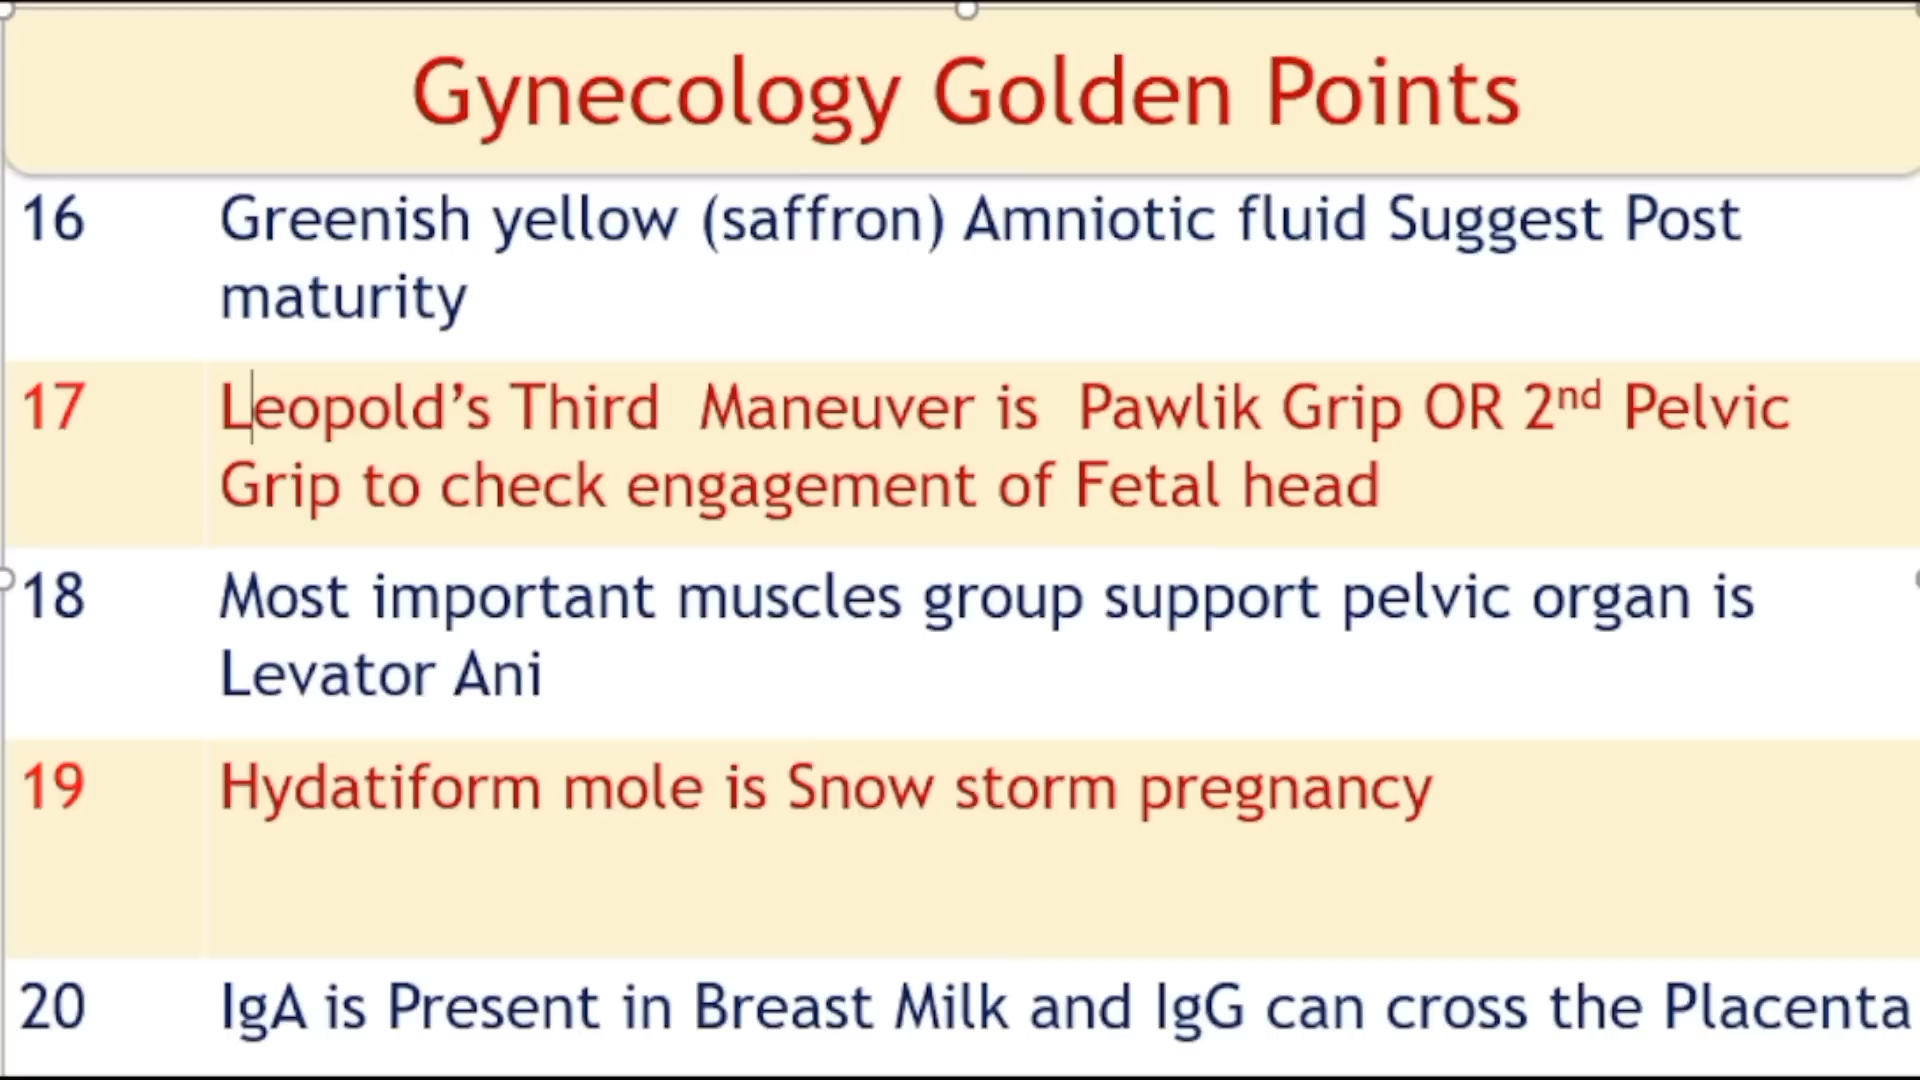 Gynecology Golden Points
16 Greenish yellow (saffron) Amniotic fluid Suggest Post
maturity
17 Leopold’s Third Maneuver is Pawlik Grip OR 2nd Pelvic
Grip to check engagement of Fetal head
18 Most important muscles group support pelvic organ is
Levator Ani
19 Hydatiform mole is Snow storm pregnancy
20 IgA is Present in Breast Milk and IgG can cross the Placenta